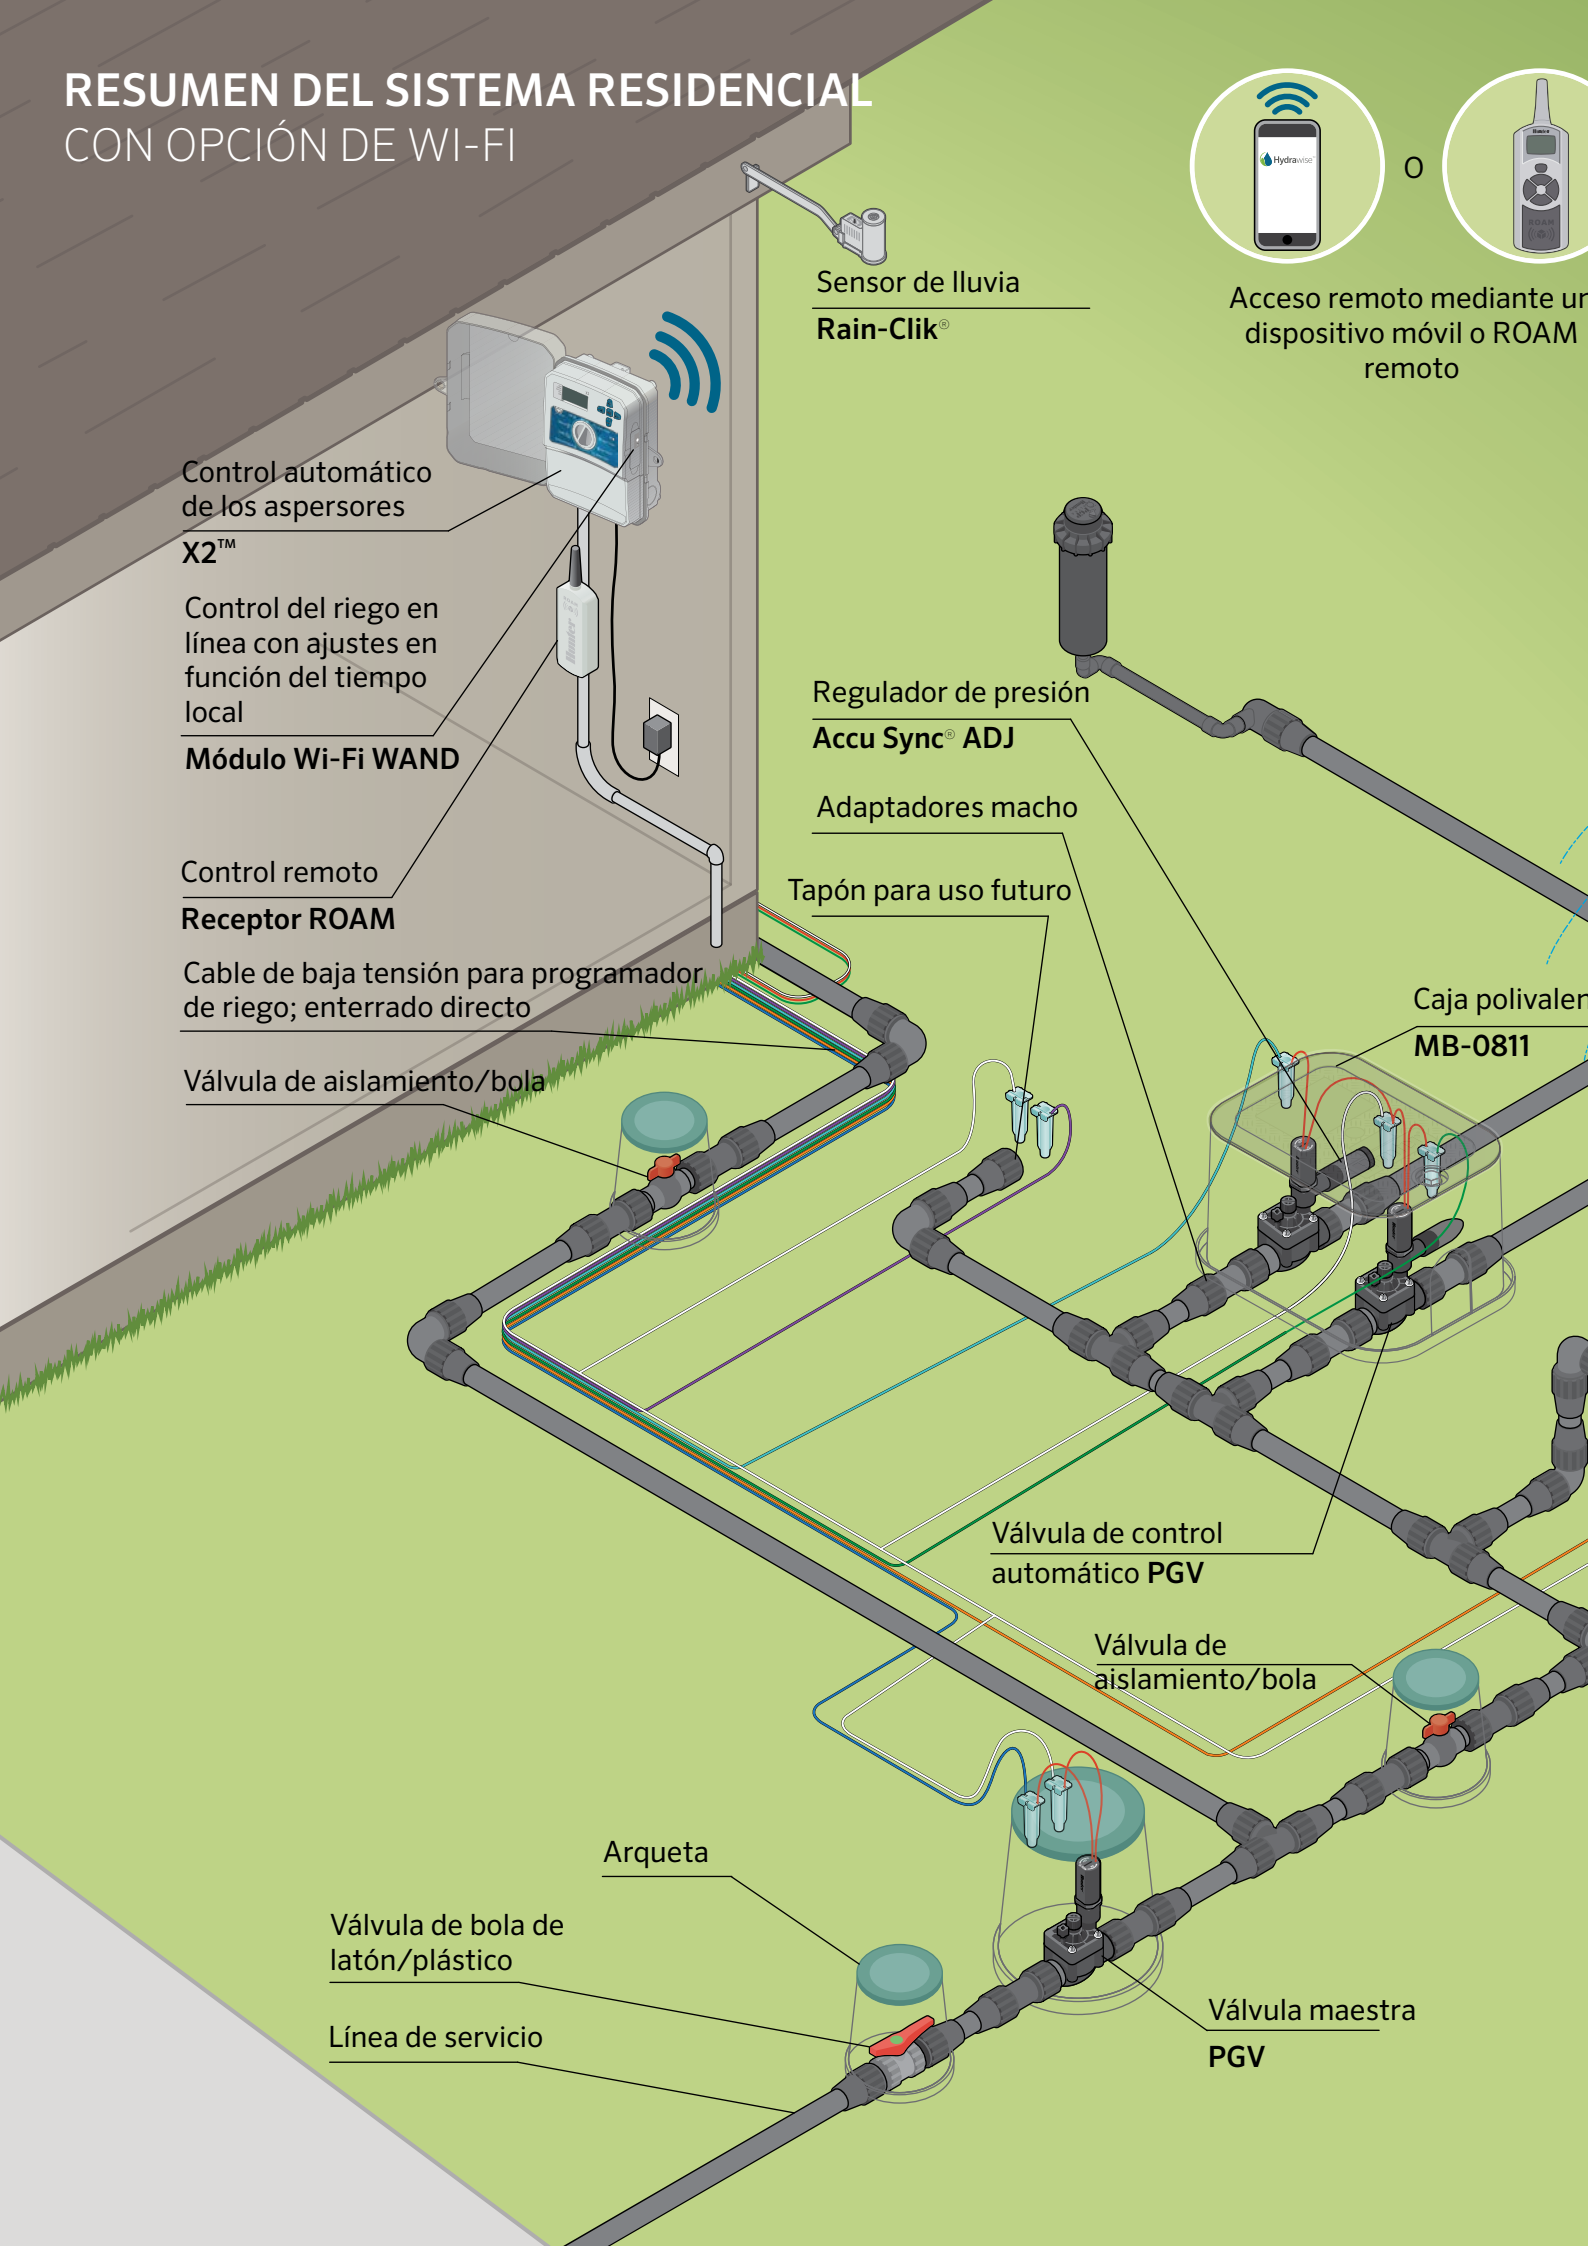 RESUMEN DEL SISTEMA RESIDENCIAL
CON OPCIÓN DE WI-FI
Hydrawise
O
Hunter
ROAM
Acceso remoto mediante un
dispositivo móvil o ROAM
remoto
Sensor de lluvia
Rain-Clik®
Control automático
de los aspersores
X2™
Control del riego en
línea con ajustes en
función del tiempo
local
Módulo Wi-Fi WAND
Hunter
Control remoto
Receptor ROAM
Cable de baja tensión para programador
de riego; enterrado directo
Válvula de aislamiento/bola
Regulador de presión
Accu Sync® ADJ
Adaptadores macho
Tapón para uso futuro
Caja
MB-0811
Válvula de control
automático PGV
Válvula de
aislamiento/bola
Arqueta
Válvula de bola de
latón/plástico
Línea de servicio
Válvula maestra
PGV